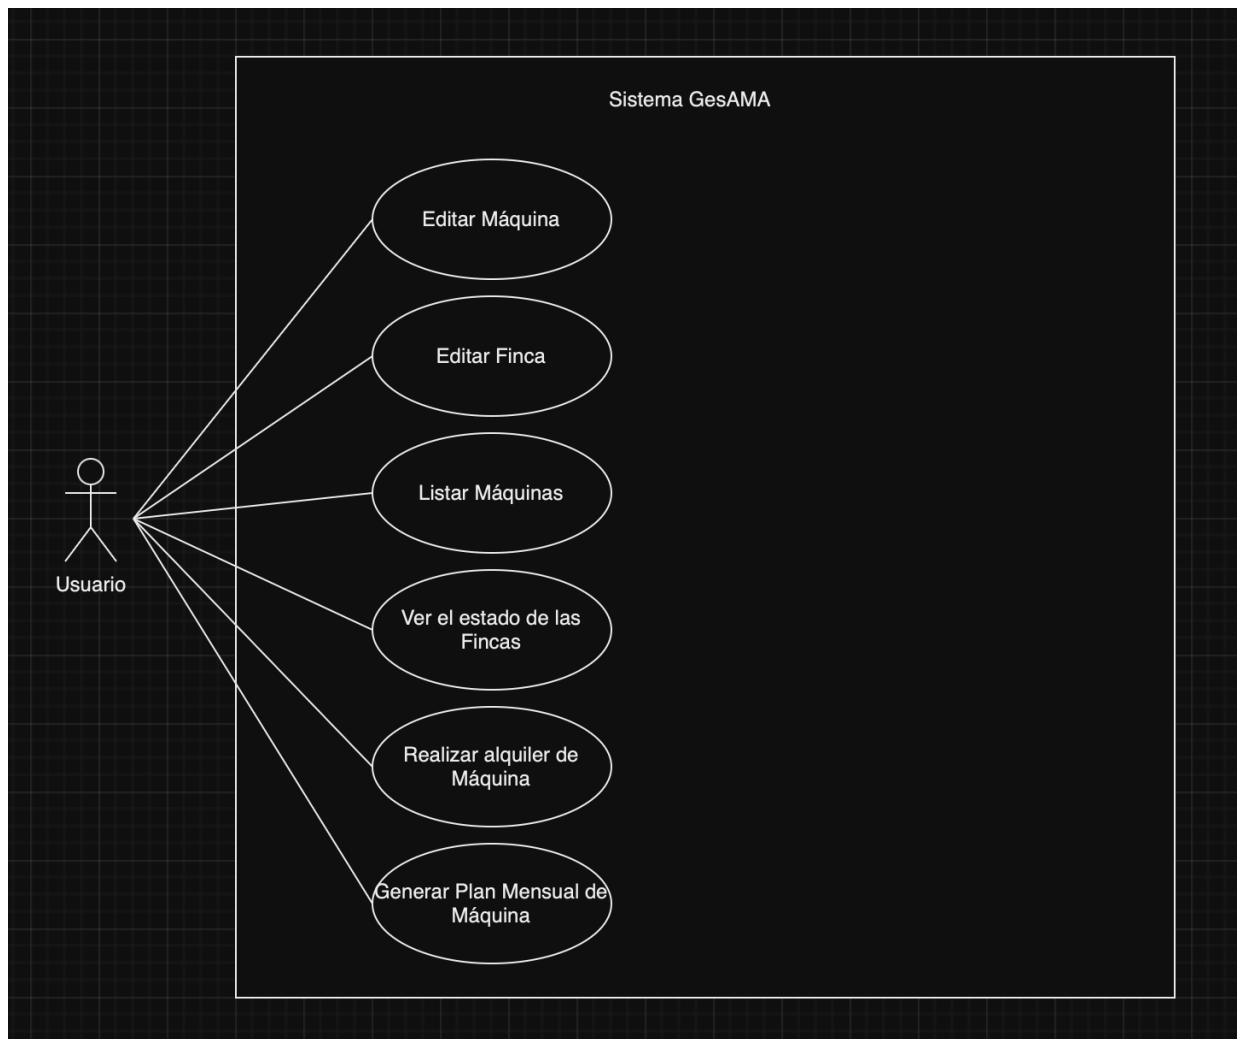 Sistema GesAMA
Editar Máquina
Editar Finca
Listar Máquinas
Usuario
Ver el estado de las
Fincas
Realizar alquiler de
Máquina
Generar Plan Mensual de
Máquina